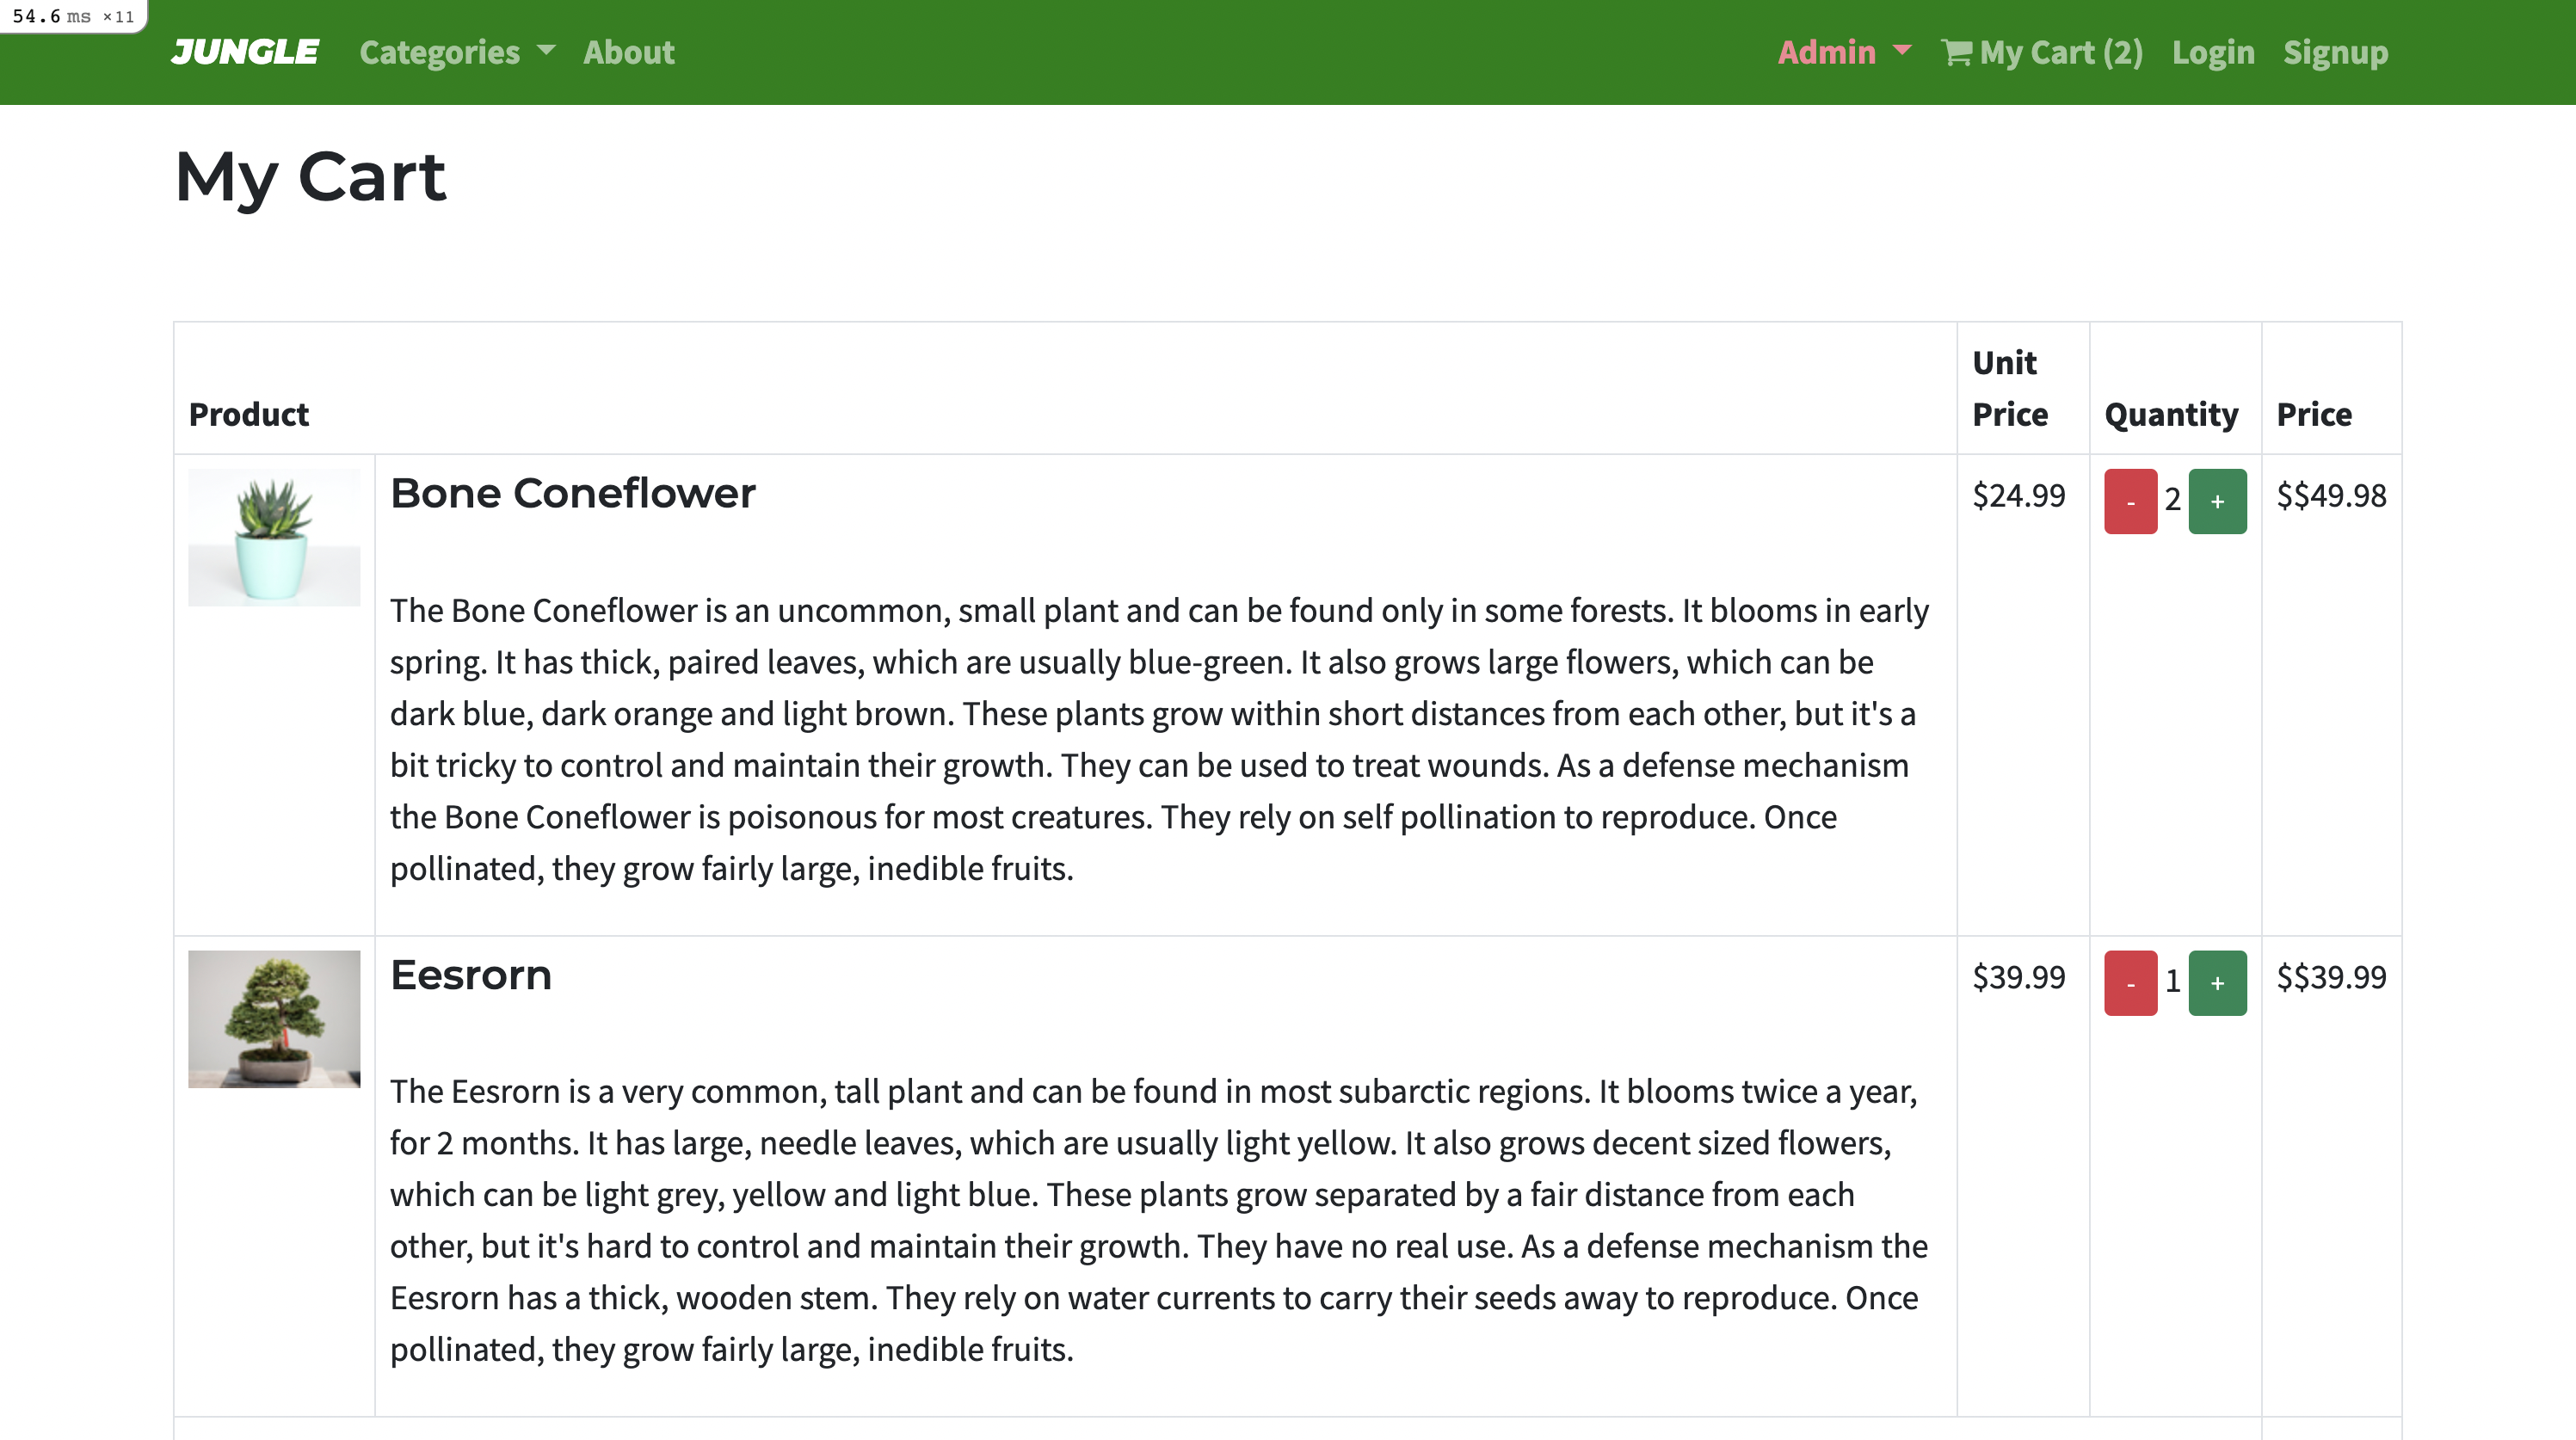 54.6 ms ×11
JUNGLE Categories About Admin My Cart (2) Login Signup
My Cart
Product Unit Price Quantity Price
Bone Coneflower $24.99 - 2 + $$49.98
The Bone Coneflower is an uncommon, small plant and can be found only in some forests. It blooms in early
spring. It has thick, paired leaves, which are usually blue-green. It also grows large flowers, which can be
dark blue, dark orange and light brown. These plants grow within short distances from each other, but it's a
bit tricky to control and maintain their growth. They can be used to treat wounds. As a defense mechanism
the Bone Coneflower is poisonous for most creatures. They rely on self pollination to reproduce. Once
pollinated, they grow fairly large, inedible fruits.
Eesrorn $39.99 - 1 + $$39.99
The Eesrorn is a very common, tall plant and can be found in most subarctic regions. It blooms twice a year,
for 2 months. It has large, needle leaves, which are usually light yellow. It also grows decent sized flowers,
which can be light grey, yellow and light blue. These plants grow separated by a fair distance from each
other, but it's hard to control and maintain their growth. They have no real use. As a defense mechanism the
Eesrorn has a thick, wooden stem. They rely on water currents to carry their seeds away to reproduce. Once
pollinated, they grow fairly large, inedible fruits.